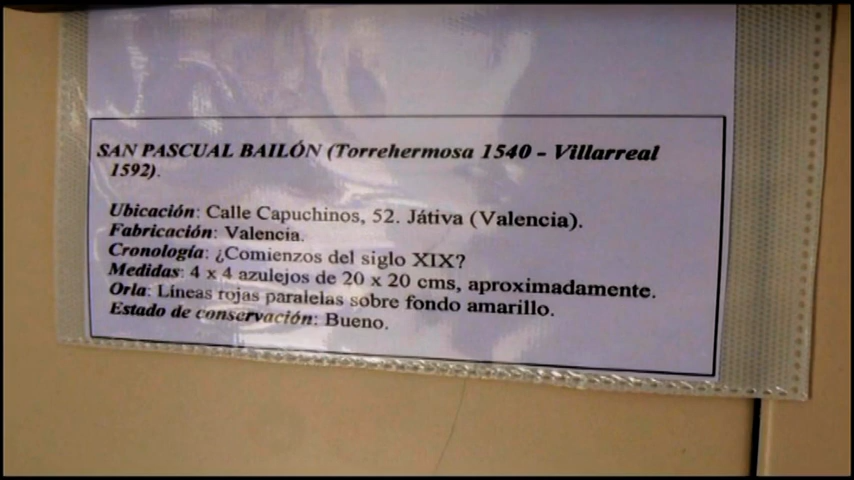 SAN PASCUAL BAILÓN (Torrehermosa 1540 - Villarreal
1592).
Ubicación: Calle Capuchinos, 52. Játiva (Valencia).
Fabricación: Valencia.
Cronología: ¿Comienzos del siglo XIX?
Medidas: 4 x 4 azulejos de 20 x 20 cms, aproximadamente.
Orla: Líneas rojas paralelas sobre fondo amarillo.
Estado de conservación: Bueno.